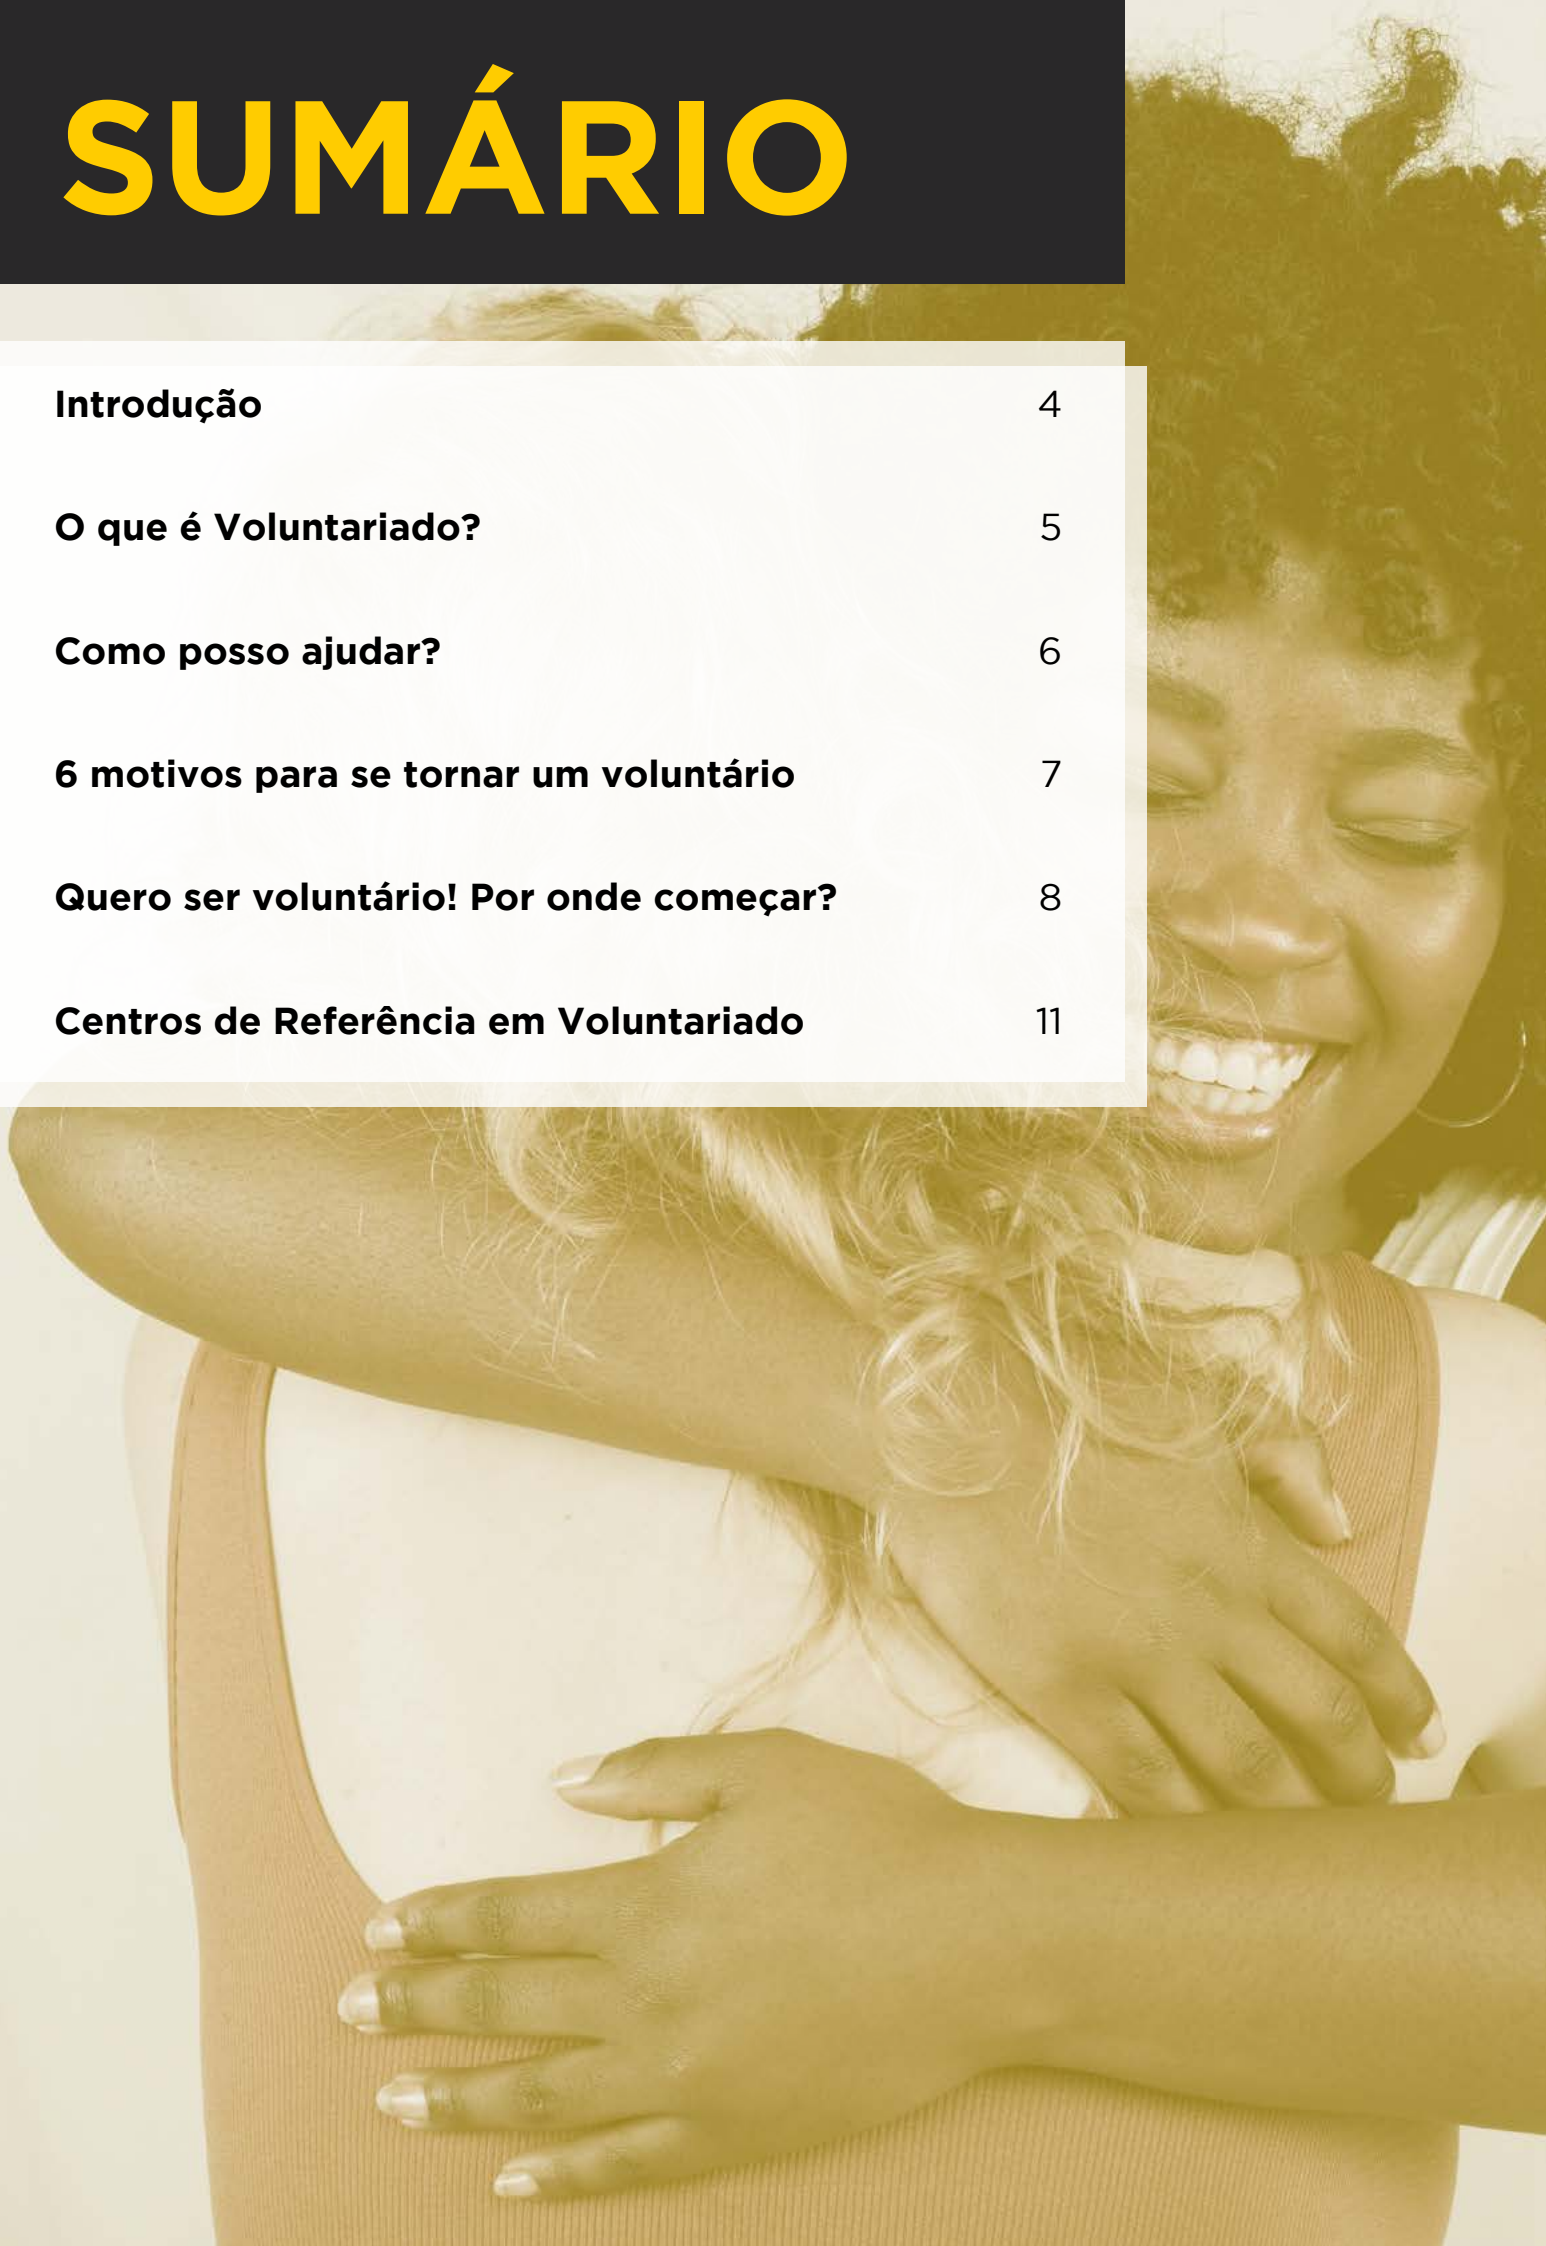 SUMÁRIO
Introdução 4
O que é Voluntariado? 5
Como posso ajudar? 6
6 motivos para se tornar um voluntário 7
Quero ser voluntário! Por onde começar? 8
Centros de Referência em Voluntariado 11